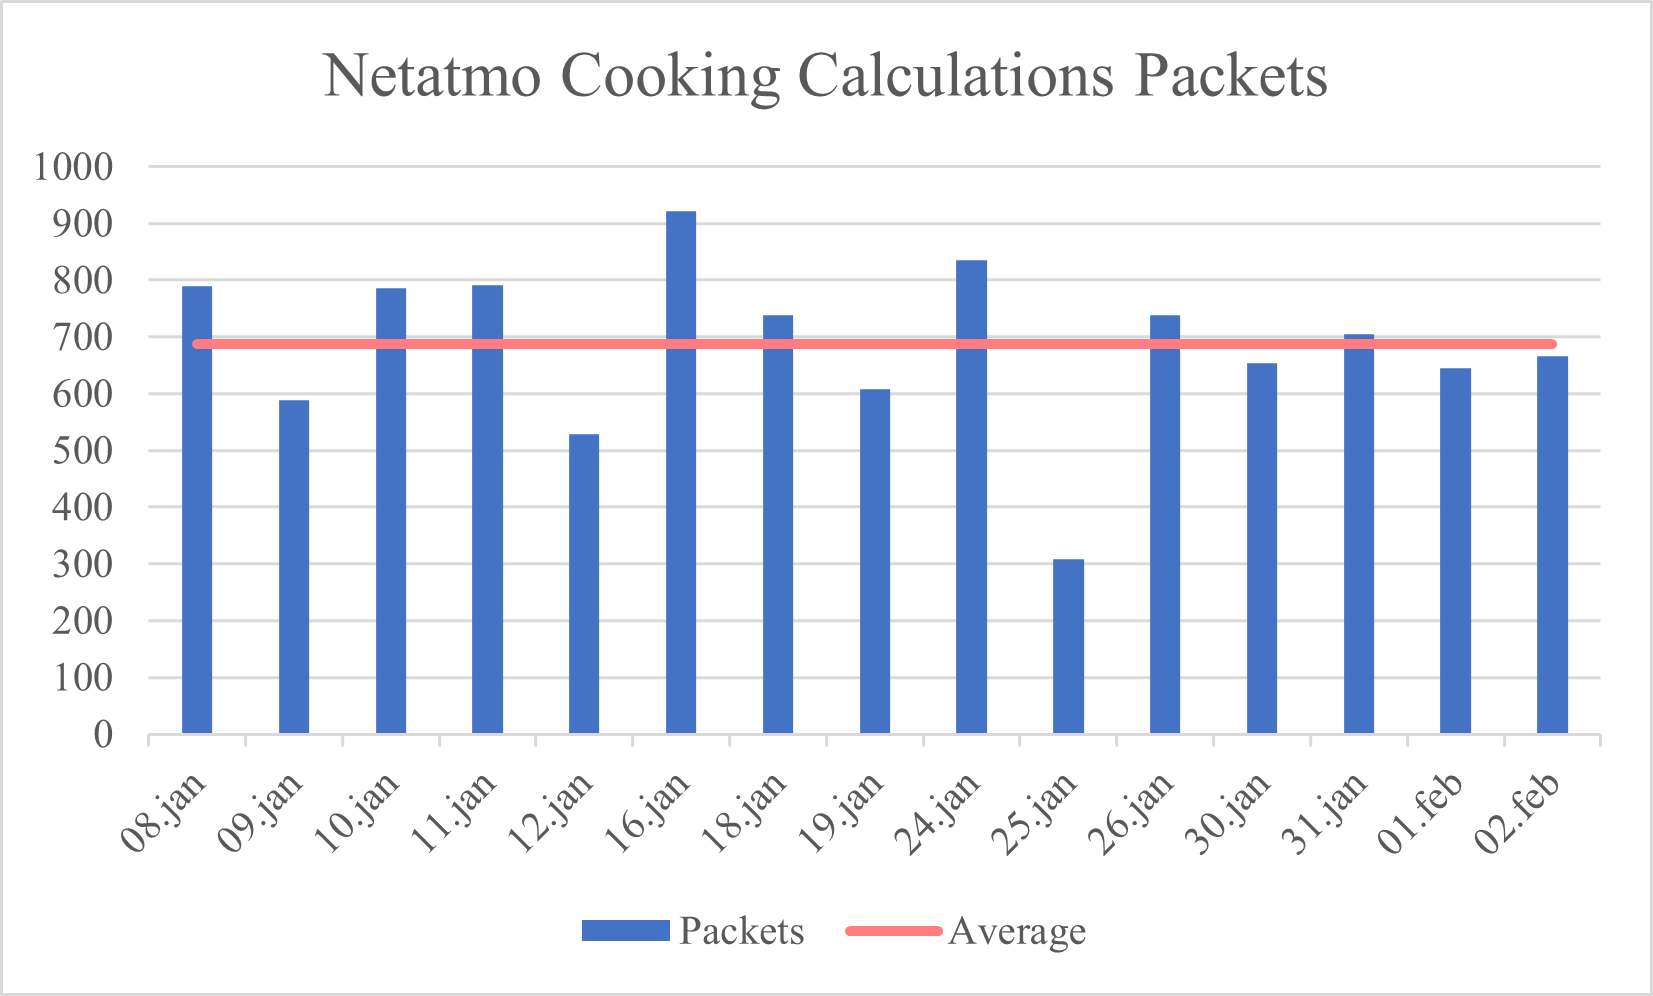 Netatmo Cooking Calculations Packets
1000
900
800
700
600
500
400
300
200
100
0
08.jan
09.jan
10.jan
11.jan
12.jan
16.jan
18.jan
19.jan
24.jan
25.jan
26.jan
30.jan
31.jan
01.feb
02.feb
Packets
Average